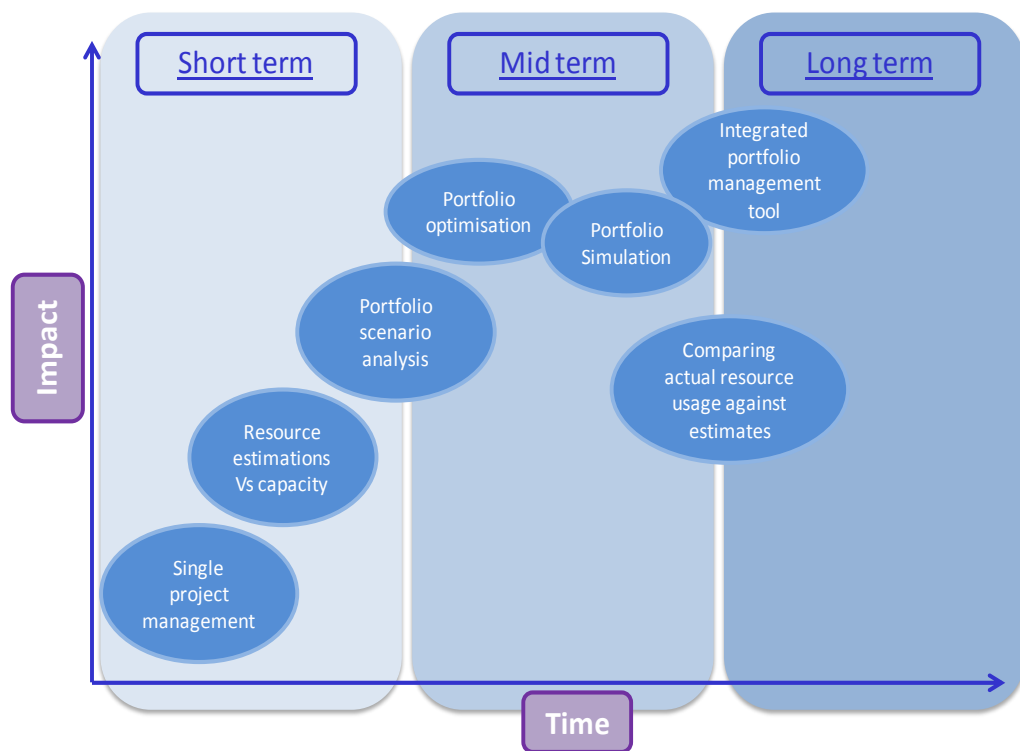 Short term
Mid term
Long term
Integrated
portfolio
management
tool
Portfolio
optimisation
Portfolio
Simulation
Portfolio
scenario
analysis
Comparing
actual resource
usage against
estimates
Resource
estimations
Vs capacity
Single
project
management
Impact
Time